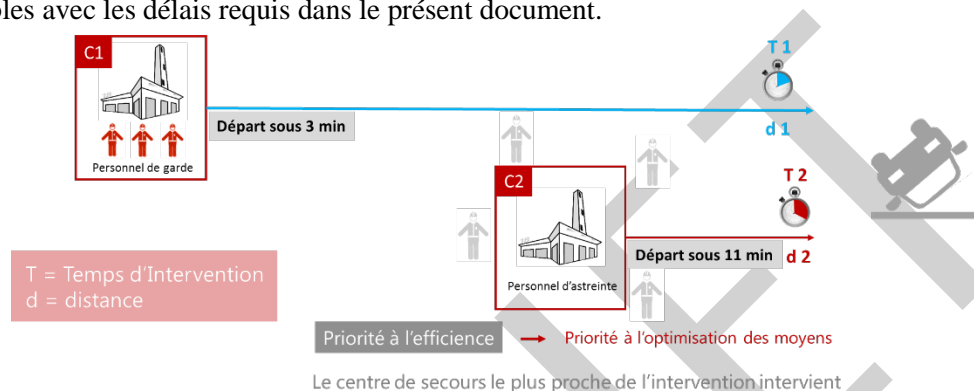 les avec les délais requis dans le présent document.
C1
T 1
Départ sous 3 min
d 1
Personnel de garde
C2
T 2
Départ sous 11 min
d 2
Personnel d'astreinte
T = Temps d'Intervention
d = distance
Priorité à l'efficience → Priorité à l'optimisation des moyens
Le centre de secours le plus proche de l'intervention intervient